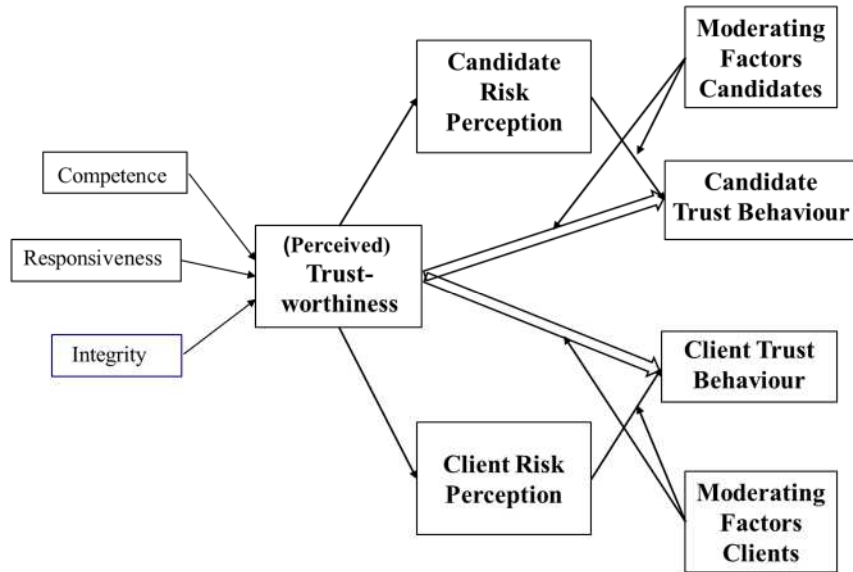 Moderating
Factors
Candidates
Candidate
Risk
Perception
Competence
Candidate
Trust Behaviour
Responsiveness
(Perceived)
Trust-
worthiness
Integrity
Client Trust
Behaviour
Client Risk
Perception
Moderating
Factors
Clients